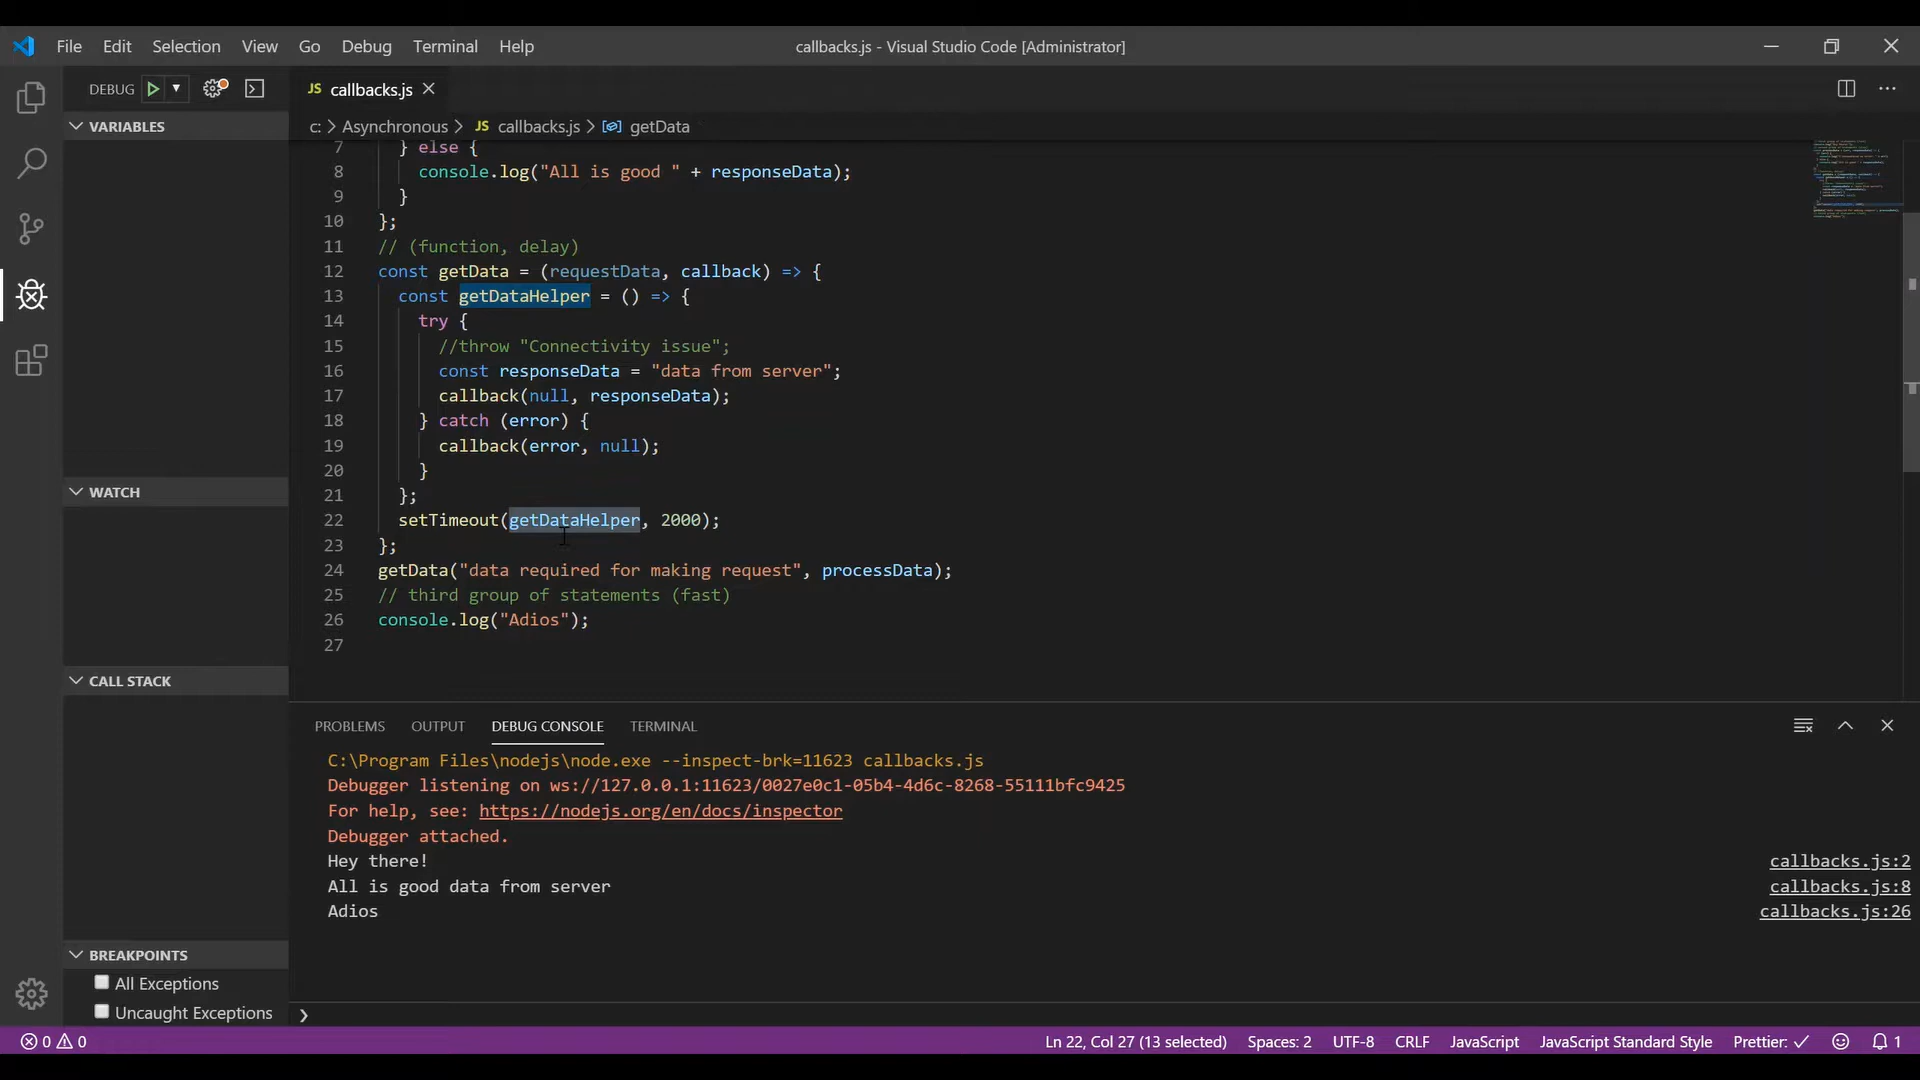 File Edit Selection View Go Debug Terminal Help
callbacks.js - Visual Studio Code [Administrator]
DEBUG
JS callbacks.js
VARIABLES
c: > Asynchronous > JS callbacks.js > getData
7 } else {
8 console.log("All is good " + responseData);
9 }
10 };
11 // (function, delay)
12 const getData = (requestData, callback) => {
13 const getDataHelper = () => {
14 try {
15 //throw "Connectivity issue";
16 const responseData = "data from server";
17 callback(null, responseData);
18 } catch (error) {
19 callback(error, null);
20 }
21 };
22 setTimeout(getDataHelper, 2000);
23 };
24 getData("data required for making request", processData);
25 // third group of statements (fast)
26 console.log("Adios");
27
WATCH
CALL STACK
BREAKPOINTS
All Exceptions
Uncaught Exceptions
PROBLEMS OUTPUT DEBUG CONSOLE TERMINAL
C:\Program Files\nodejs\node.exe --inspect-brk=11623 callbacks.js
Debugger listening on ws://127.0.0.1:11623/0027e0c1-05b4-4d6c-8268-55111bfc9425
For help, see: https://nodejs.org/en/docs/inspector
Debugger attached.
Hey there! callbacks.js:2
All is good data from server callbacks.js:8
Adios callbacks.js:26
0 0 Ln 22, Col 27 (13 selected) Spaces: 2 UTF-8 CRLF JavaScript JavaScript Standard Style Prettier: ✓ 1